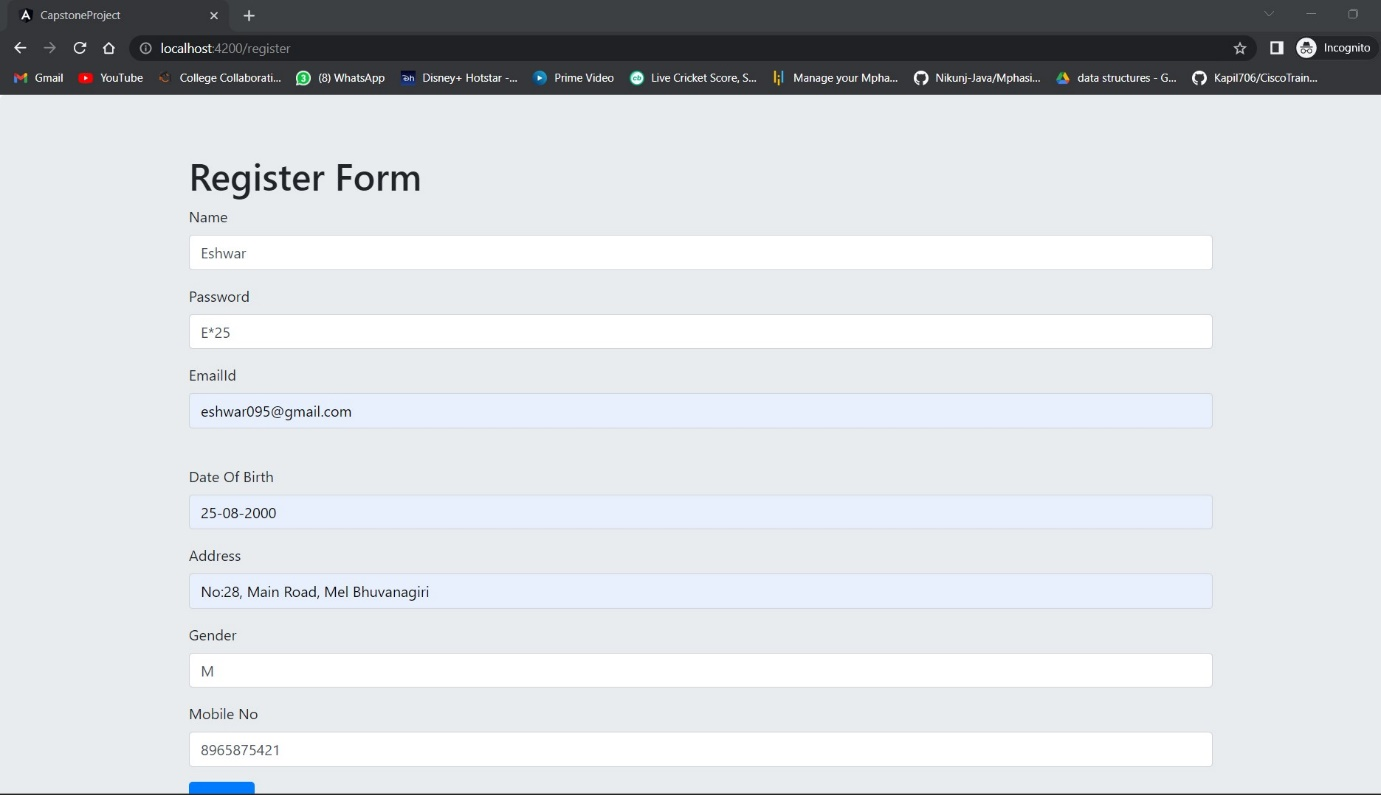 CapstoneProject
localhost:4200/register
Incognito
Gmail YouTube College Collaborati... (8) WhatsApp Disney+ Hotstar -... Prime Video Live Cricket Score, S... Manage your Mpha... Nikunj-Java/Mphasi... data structures - G... Kapil706/CiscoTrain...
Register Form
Name
Eshwar
Password
E*25
EmailId
eshwar095@gmail.com
Date Of Birth
25-08-2000
Address
No:28, Main Road, Mel Bhuvanagiri
Gender
M
Mobile No
8965875421